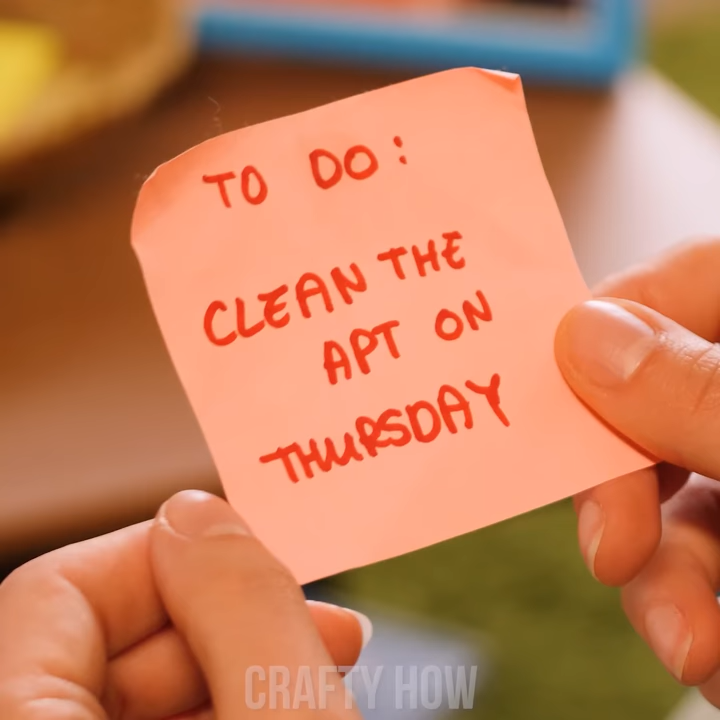 TO DO:
CLEAN THE
APT ON
THURSDAY
CRAFTY HOW